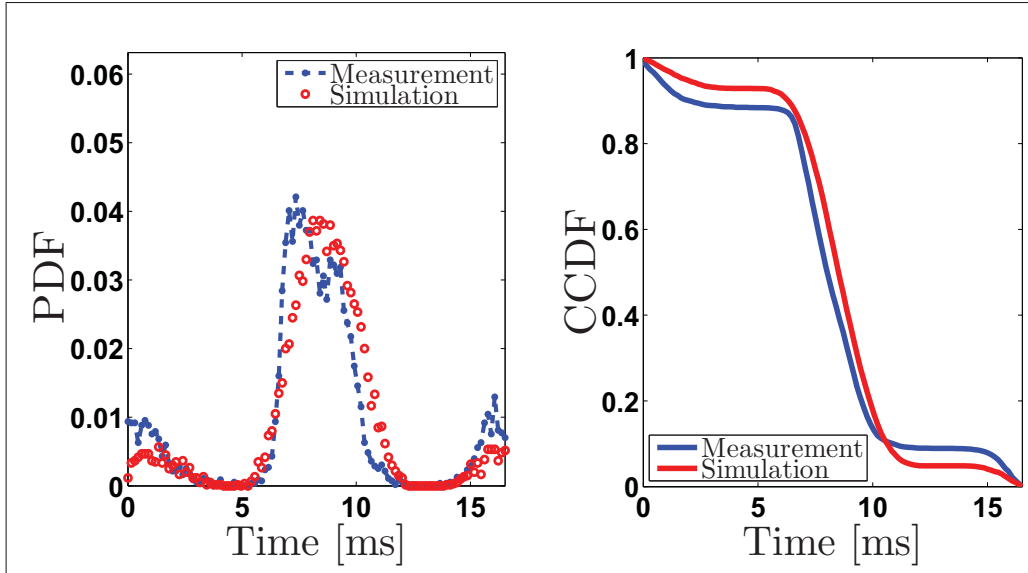 0.06
0.05
0.04
0.03
0.02
0.01
0
PDF
Measurement
Simulation
0 5 10 15
Time [ms]
1
0.8
0.6
0.4
0.2
0
CCDF
Measurement
Simulation
0 5 10 15
Time [ms]